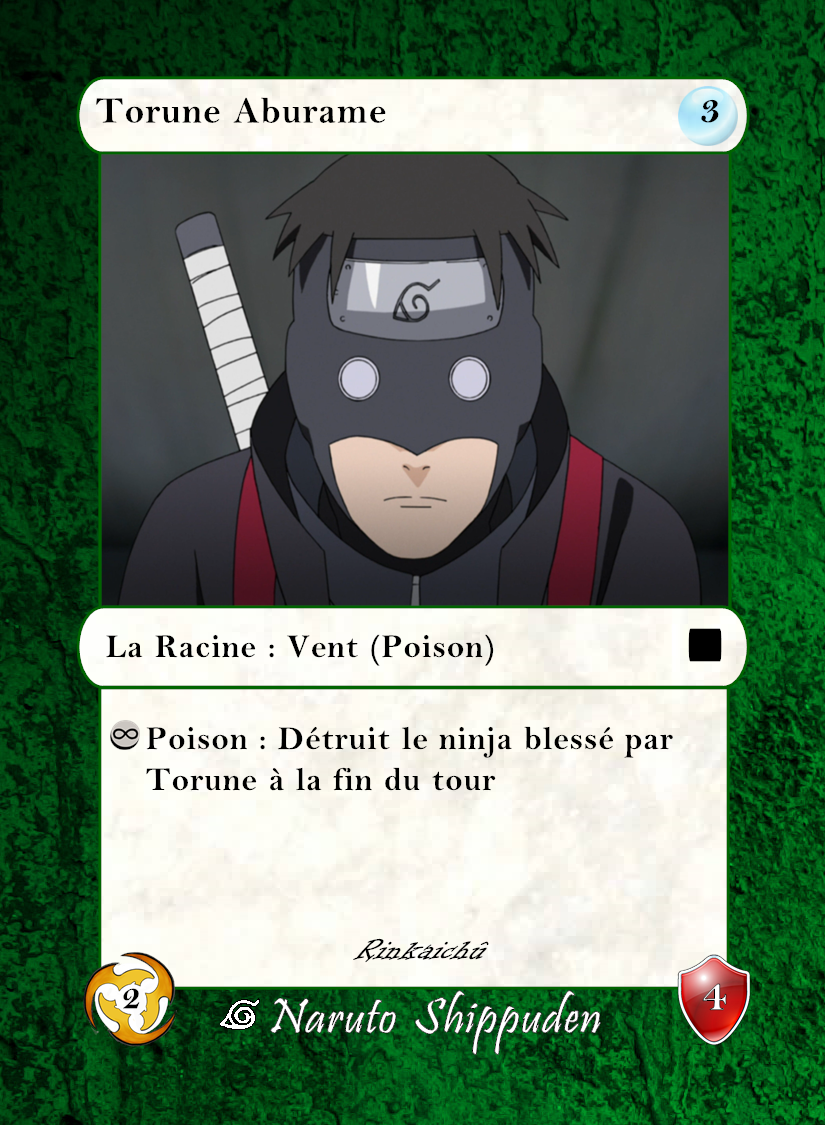 Torune Aburame
3
La Racine : Vent (Poison)
∞ Poison : Détruit le ninja blessé par
Torune à la fin du tour
Rinkaichû
2
Naruto Shippuden
4